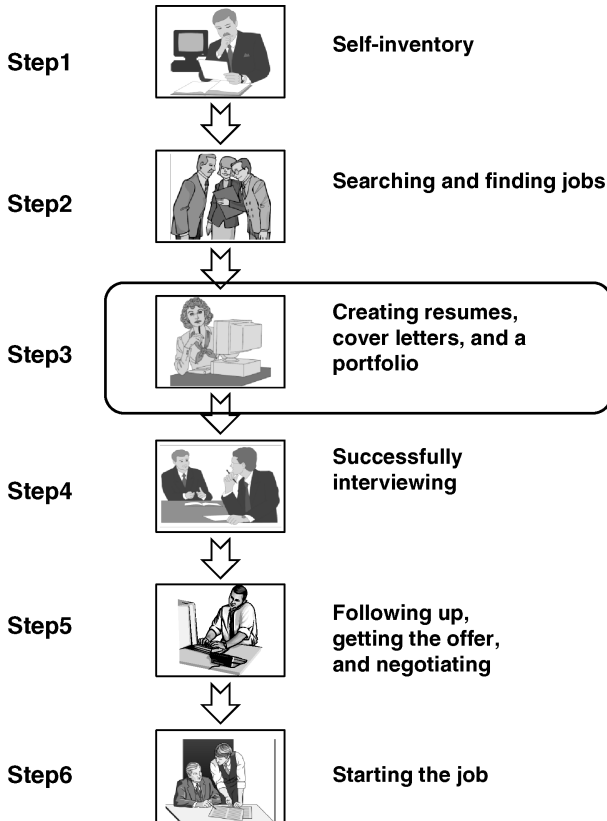 Step1
Self-inventory
Step2
Searching and finding jobs
Step3
Creating resumes,
cover letters, and a
portfolio
Step4
Successfully
interviewing
Step5
Following up,
getting the offer,
and negotiating
Step6
Starting the job